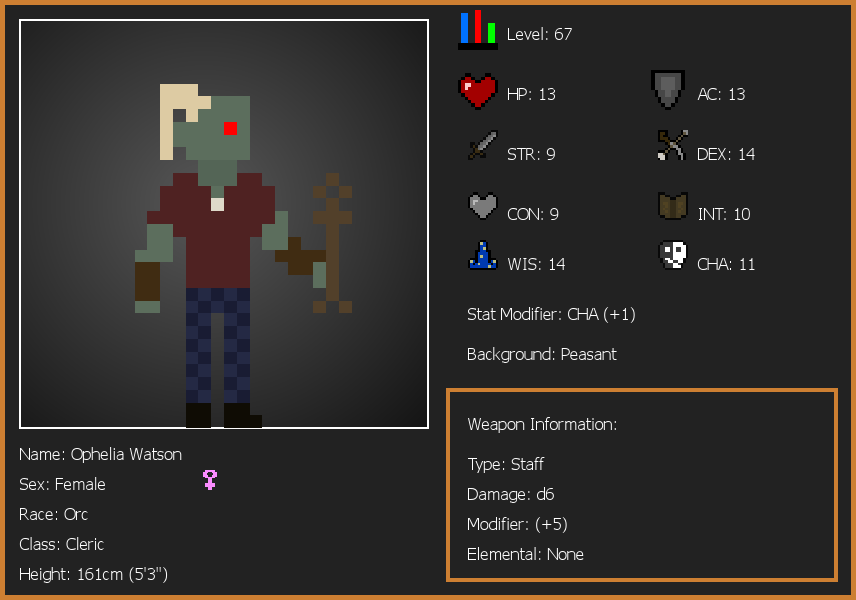 Level: 67
HP: 13
AC: 13
STR: 9
DEX: 14
CON: 9
INT: 10
WIS: 14
CHA: 11
Stat Modifier: CHA (+1)
Background: Peasant
Weapon Information:
Type: Staff
Damage: d6
Modifier: (+5)
Elemental: None
Name: Ophelia Watson
Sex: Female
Race: Orc
Class: Cleric
Height: 161cm (5'3")